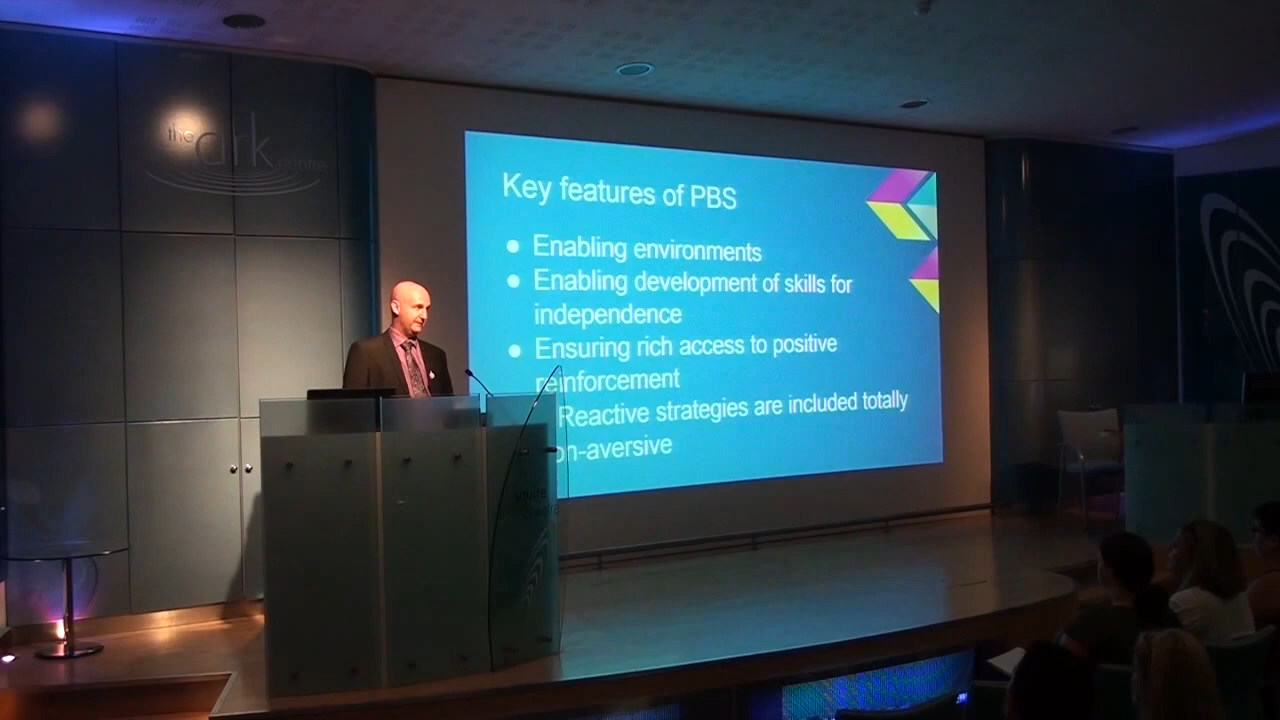 the ark centre
Key features of PBS
● Enabling environments
● Enabling development of skills for
independence
● Ensuring rich access to positive
reinforcement
Reactive strategies are included totally
on-aversive